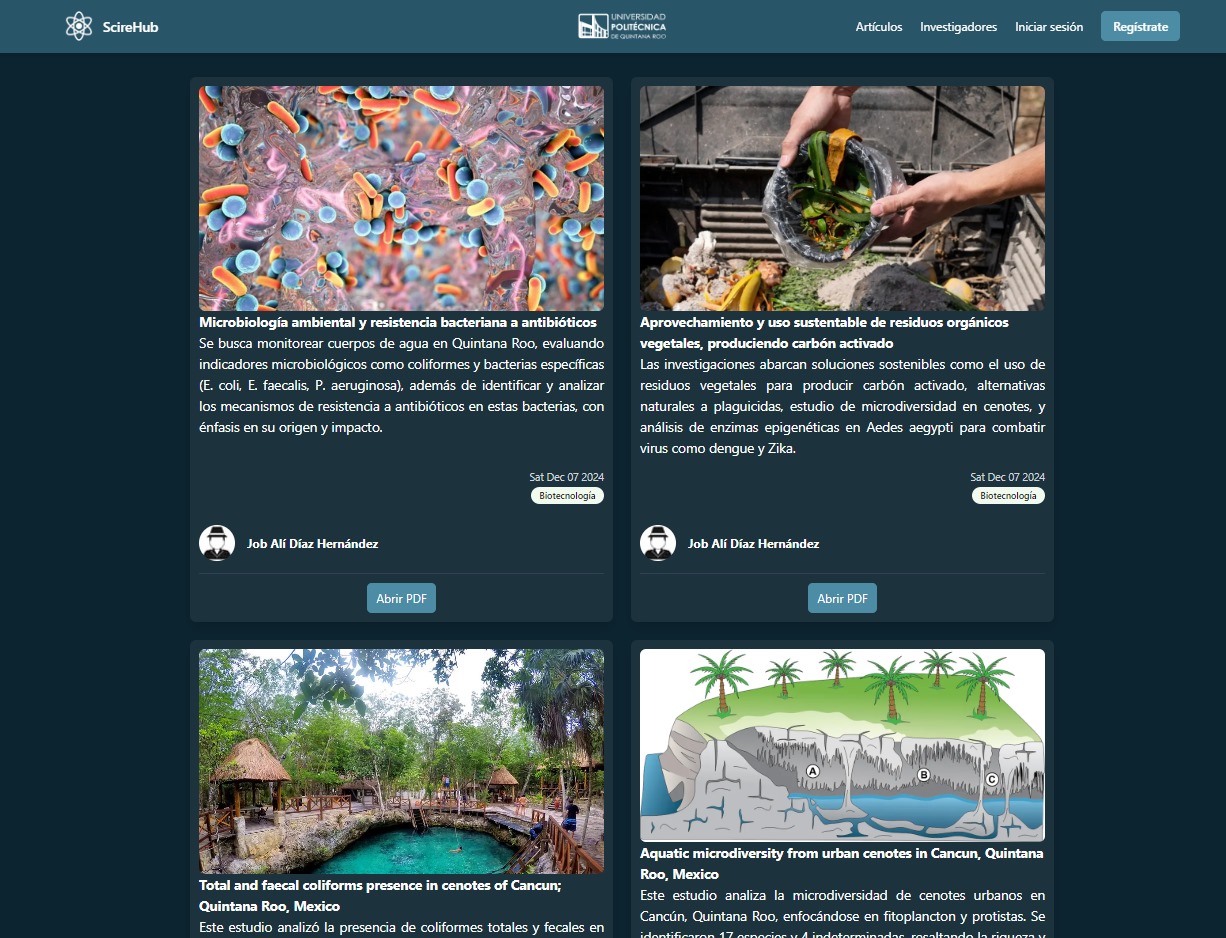 ScireHub
UNIVERSIDAD
POLITÉCNICA
DE QUINTANA ROO
Artículos
Investigadores
Iniciar sesión
Regístrate
Microbiología ambiental y resistencia bacteriana a antibióticos
Se busca monitorear cuerpos de agua en Quintana Roo, evaluando
indicadores microbiológicos como coliformes y bacterias específicas
(E. coli, E. faecalis, P. aeruginosa), además de identificar y analizar
los mecanismos de resistencia a antibióticos en estas bacterias, con
énfasis en su origen y impacto.
Sat Dec 07 2024
Biotecnología
Job Alí Díaz Hernández
Abrir PDF
Aprovechamiento y uso sustentable de residuos orgánicos
vegetales, produciendo carbón activado
Las investigaciones abarcan soluciones sostenibles como el uso de
residuos vegetales para producir carbón activado, alternativas
naturales a plaguicidas, estudio de microdiversidad en cenotes, y
análisis de enzimas epigenéticas en Aedes aegypti para combatir
virus como dengue y Zika.
Sat Dec 07 2024
Biotecnología
Job Alí Díaz Hernández
Abrir PDF
Total and faecal coliforms presence in cenotes of Cancun;
Quintana Roo, Mexico
Este estudio analizó la presencia de coliformes totales y fecales en
A
B
C
Aquatic microdiversity from urban cenotes in Cancun, Quintana
Roo, Mexico
Este estudio analiza la microdiversidad de cenotes urbanos en
Cancún, Quintana Roo, enfocándose en fitoplancton y protistas. Se
identificaron 17 especies y 4 indeterminadas, resaltando la riqueza y